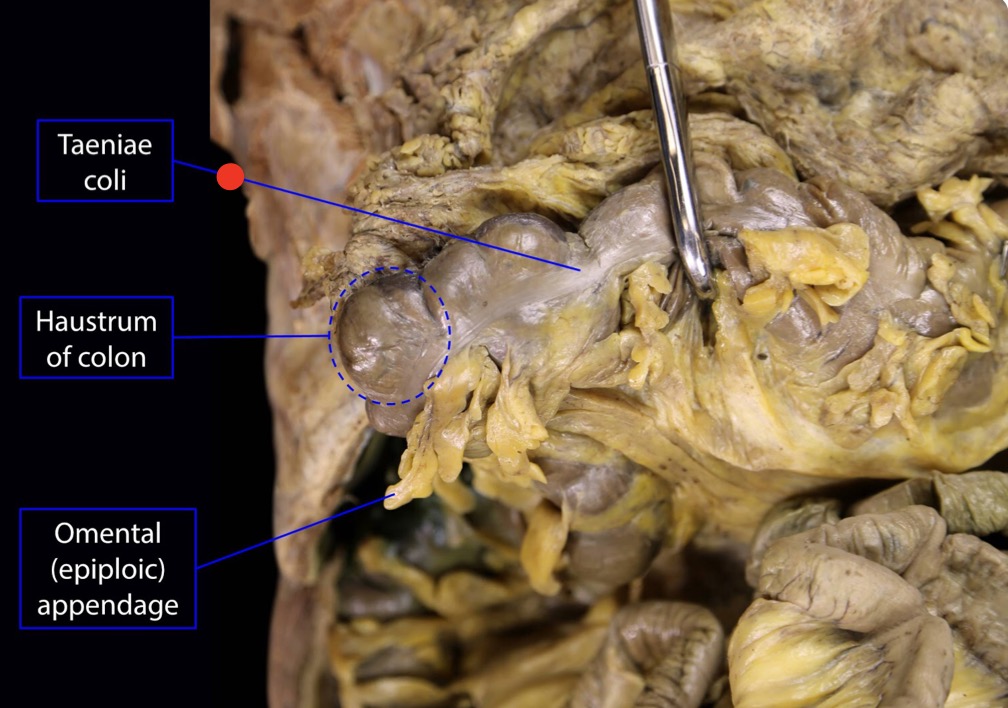 Taeniae
coli
Haustrum
of colon
Omental
(epiploic)
appendage